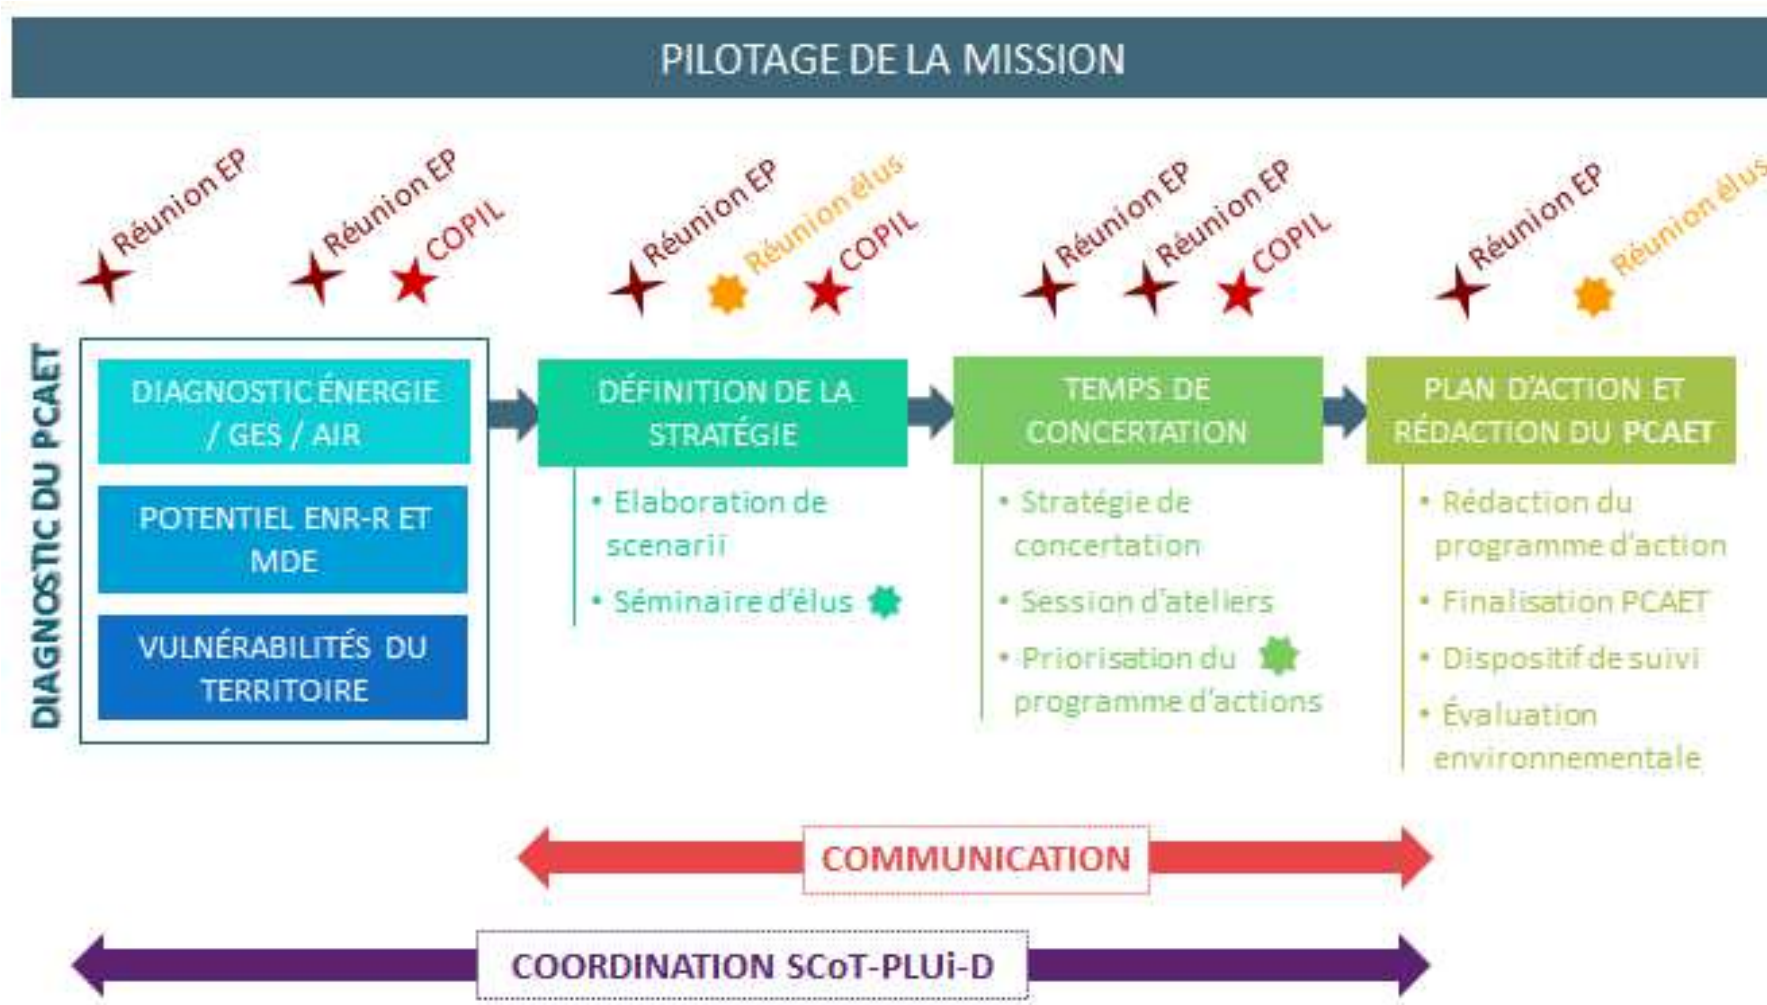 PILOTAGE DE LA MISSION
Réunion EP
Réunion EP
COPIL
Réunion EP
Réunion élus
COPIL
Réunion EP
Réunion EP
COPIL
Réunion EP
Réunion élus
DIAGNOSTIC DU PCAET
DIAGNOSTIC ÉNERGIE
/ GES / AIR
POTENTIEL ENR-R ET
MDE
VULNÉRABILITÉS DU
TERRITOIRE
DÉFINITION DE LA
STRATÉGIE
• Elaboration de
scenarii
• Séminaire d'élus
TEMPS DE
CONCERTATION
• Stratégie de
concertation
• Session d'ateliers
• Priorisation du
programme d'actions
PLAN D'ACTION ET
RÉDACTION DU PCAET
• Rédaction du
programme d'action
• Finalisation PCAET
• Dispositif de suivi
• Évaluation
environnementale
COMMUNICATION
COORDINATION SCoT-PLUi-D